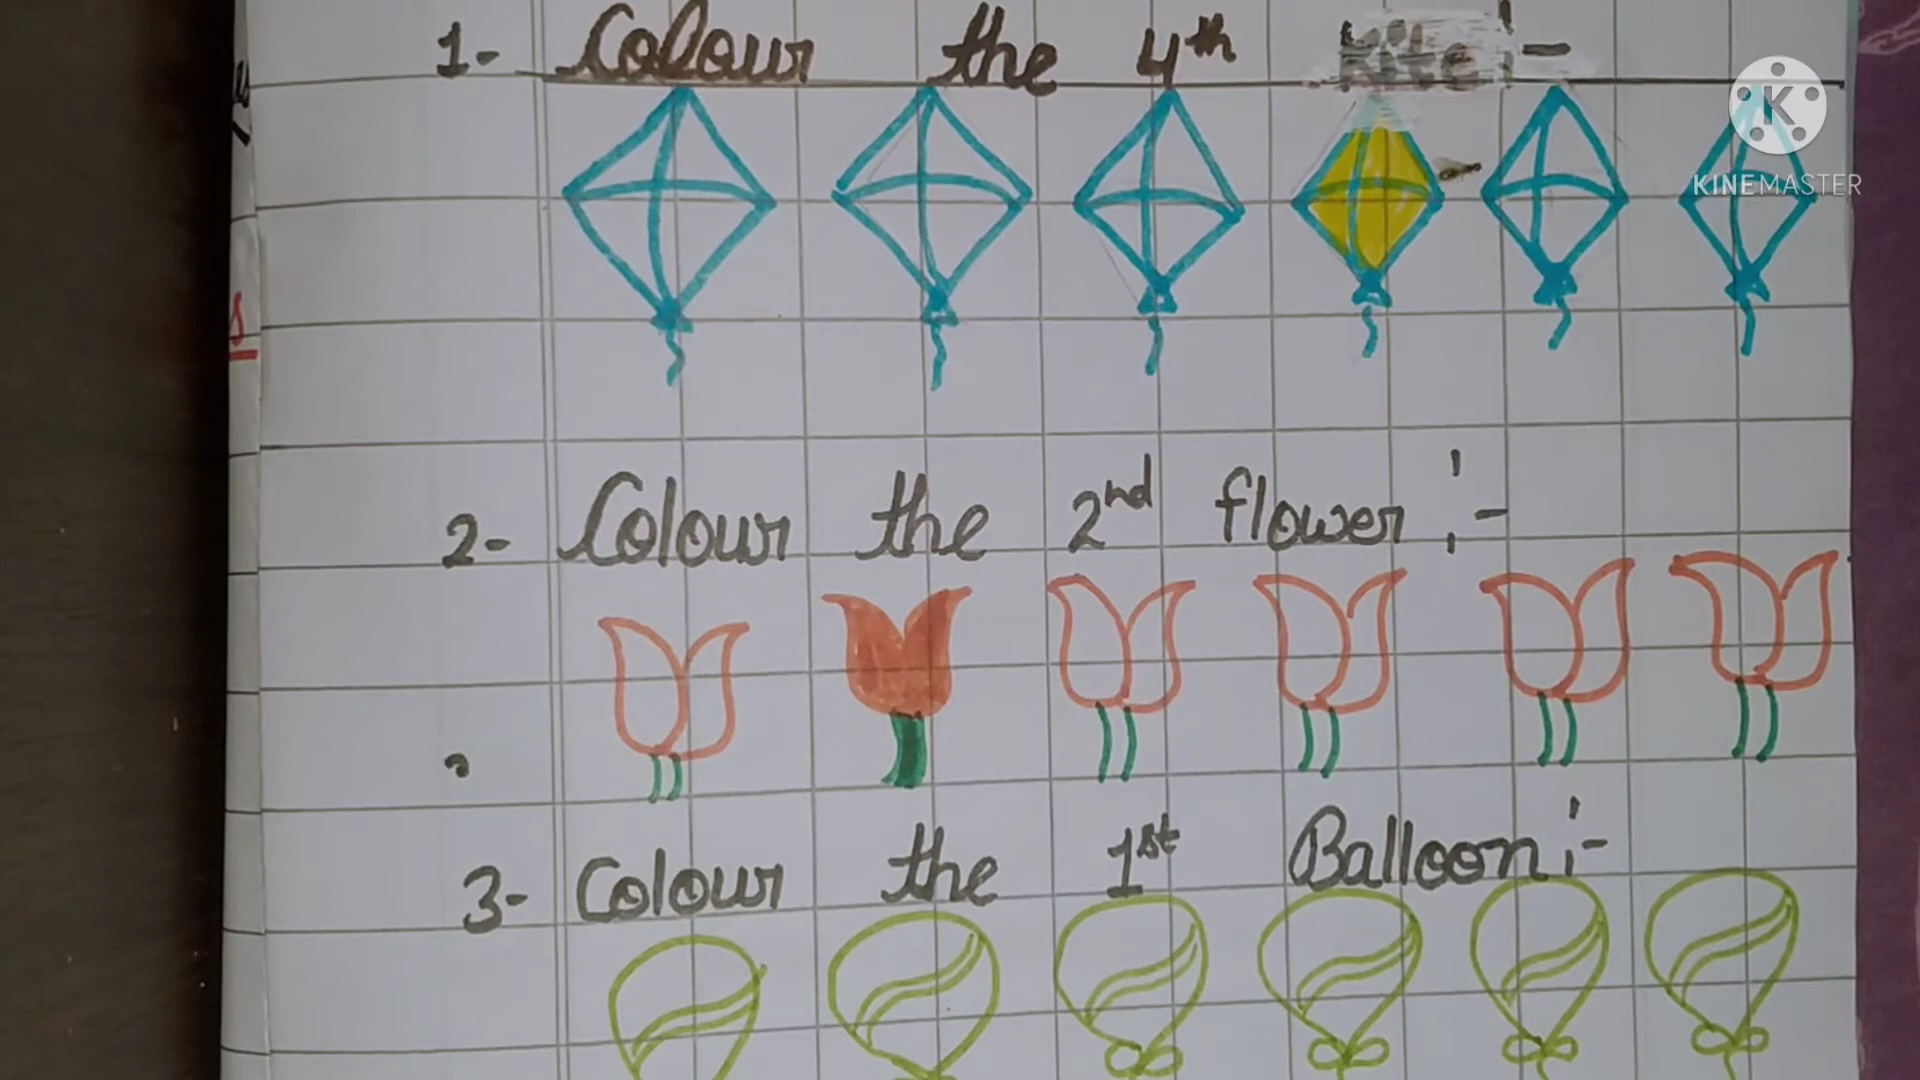 1- Colour the 4th Kite:-
KINEMASTER
2- Colour the 2nd flower:-
3- Colour the 1st Balloon:-